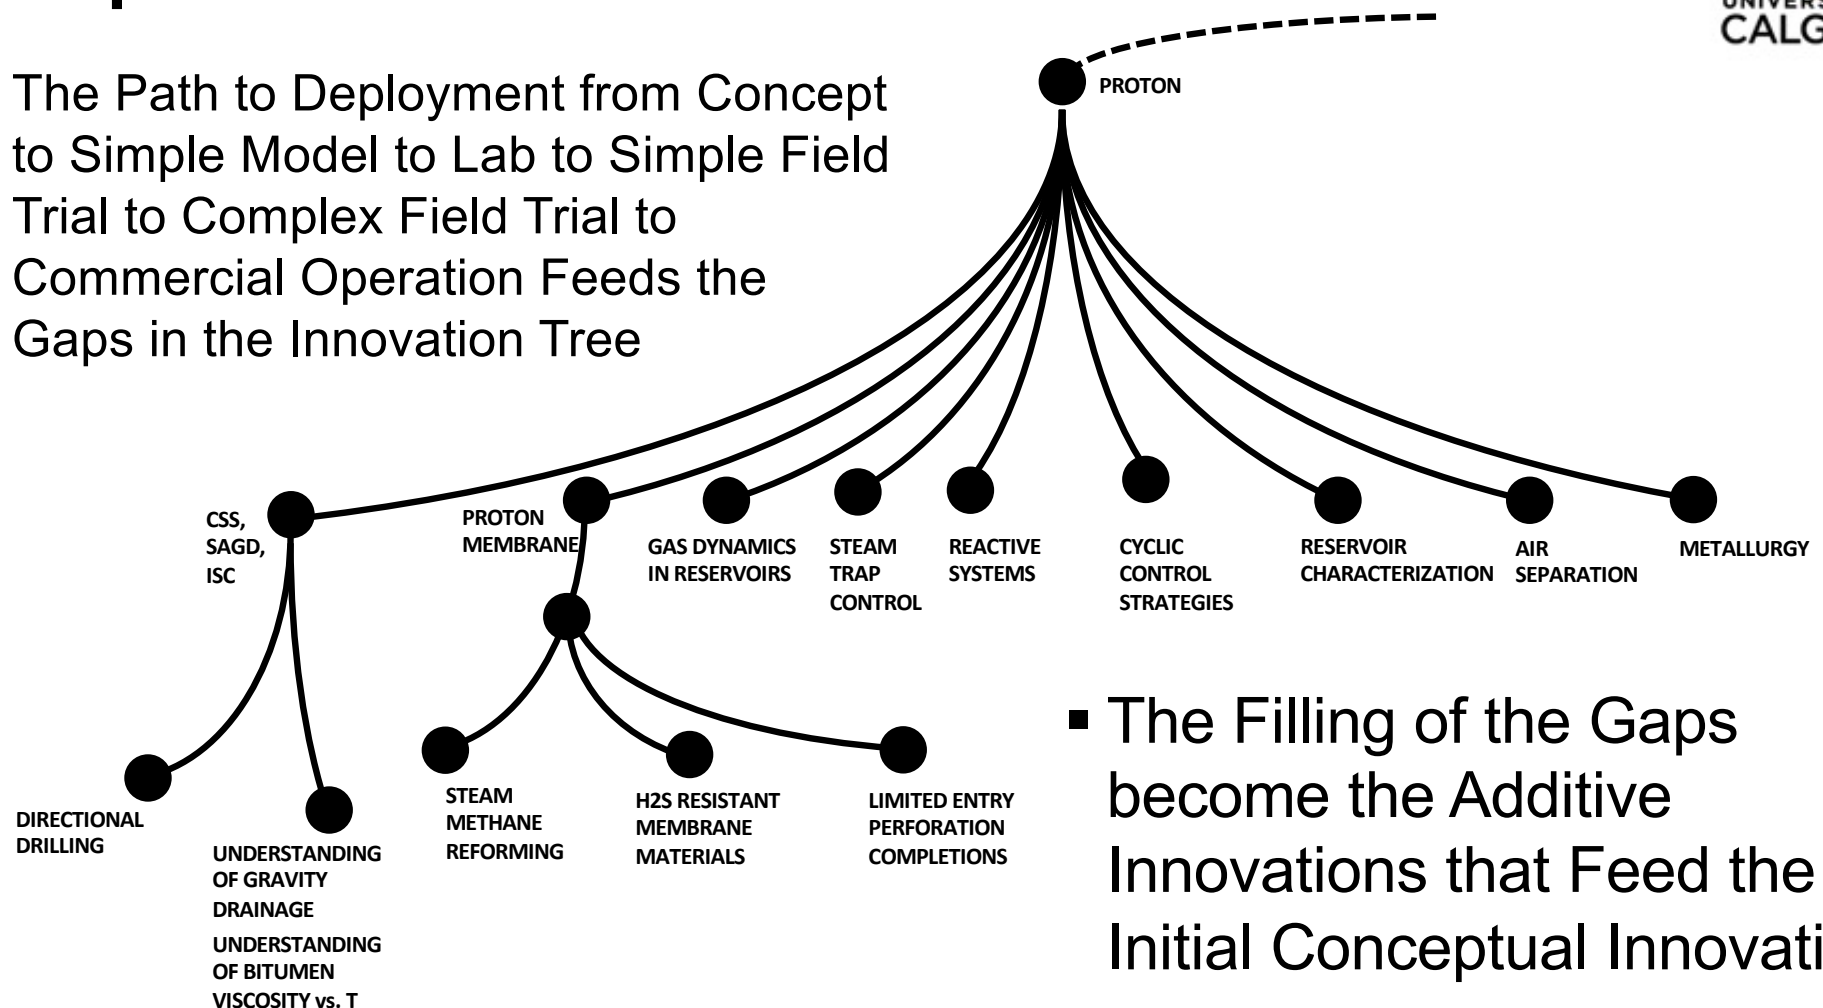 CALG
The Path to Deployment from Concept
to Simple Model to Lab to Simple Field
Trial to Complex Field Trial to
Commercial Operation Feeds the
Gaps in the Innovation Tree
PROTON
CSS,
SAGD,
ISC
PROTON
MEMBRANE
GAS DYNAMICS
IN RESERVOIRS
STEAM
TRAP
CONTROL
REACTIVE
SYSTEMS
CYCLIC
CONTROL
STRATEGIES
RESERVOIR
CHARACTERIZATION
AIR
SEPARATION
METALLURGY
DIRECTIONAL
DRILLING
UNDERSTANDING
OF GRAVITY
DRAINAGE
UNDERSTANDING
OF BITUMEN
VISCOSITY vs. T
STEAM
METHANE
REFORMING
H2S RESISTANT
MEMBRANE
MATERIALS
LIMITED ENTRY
PERFORATION
COMPLETIONS
▪ The Filling of the Gaps
become the Additive
Innovations that Feed the
Initial Conceptual Innovati